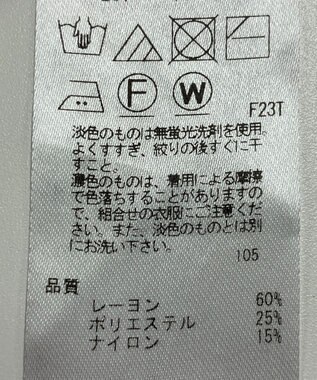 F
W
F23T
淡色のものは無蛍光洗剤を使用。
よくすすぎ、絞りの後すぐに干
すこと。
濃色のものは、着用による摩擦
で色落ちすることがありますの
で、組合せの衣服にご注意くだ
さい。また、淡色のものとは別
にお洗い下さい。
105
品質
レーヨン 60%
ポリエステル 25%
ナイロン 15%